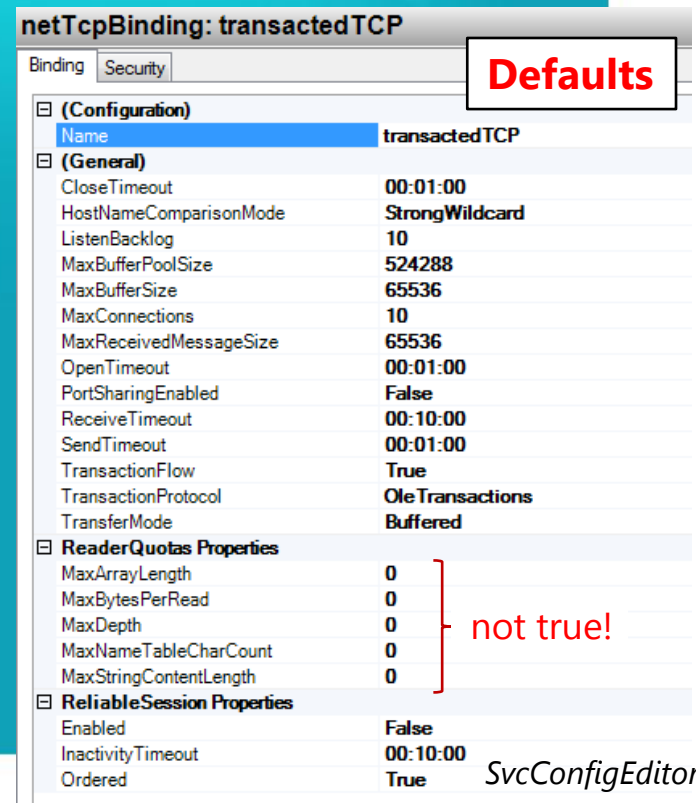 netTcpBinding: transactedTCP
Defaults
Binding Security
(Configuration)
Name transactedTCP
(General)
CloseTimeout 00:01:00
HostNameComparisonMode StrongWildcard
ListenBacklog 10
MaxBufferPoolSize 524288
MaxBufferSize 65536
MaxConnections 10
MaxReceivedMessageSize 65536
OpenTimeout 00:01:00
PortSharingEnabled False
ReceiveTimeout 00:10:00
SendTimeout 00:01:00
TransactionFlow True
TransactionProtocol OleTransactions
TransferMode Buffered
ReaderQuotas Properties
MaxArrayLength 0
MaxBytesPerRead 0
MaxDepth 0
not true!
MaxNameTableCharCount 0
MaxStringContentLength 0
ReliableSession Properties
Enabled False
InactivityTimeout 00:10:00
Ordered True
SvcConfigEditor